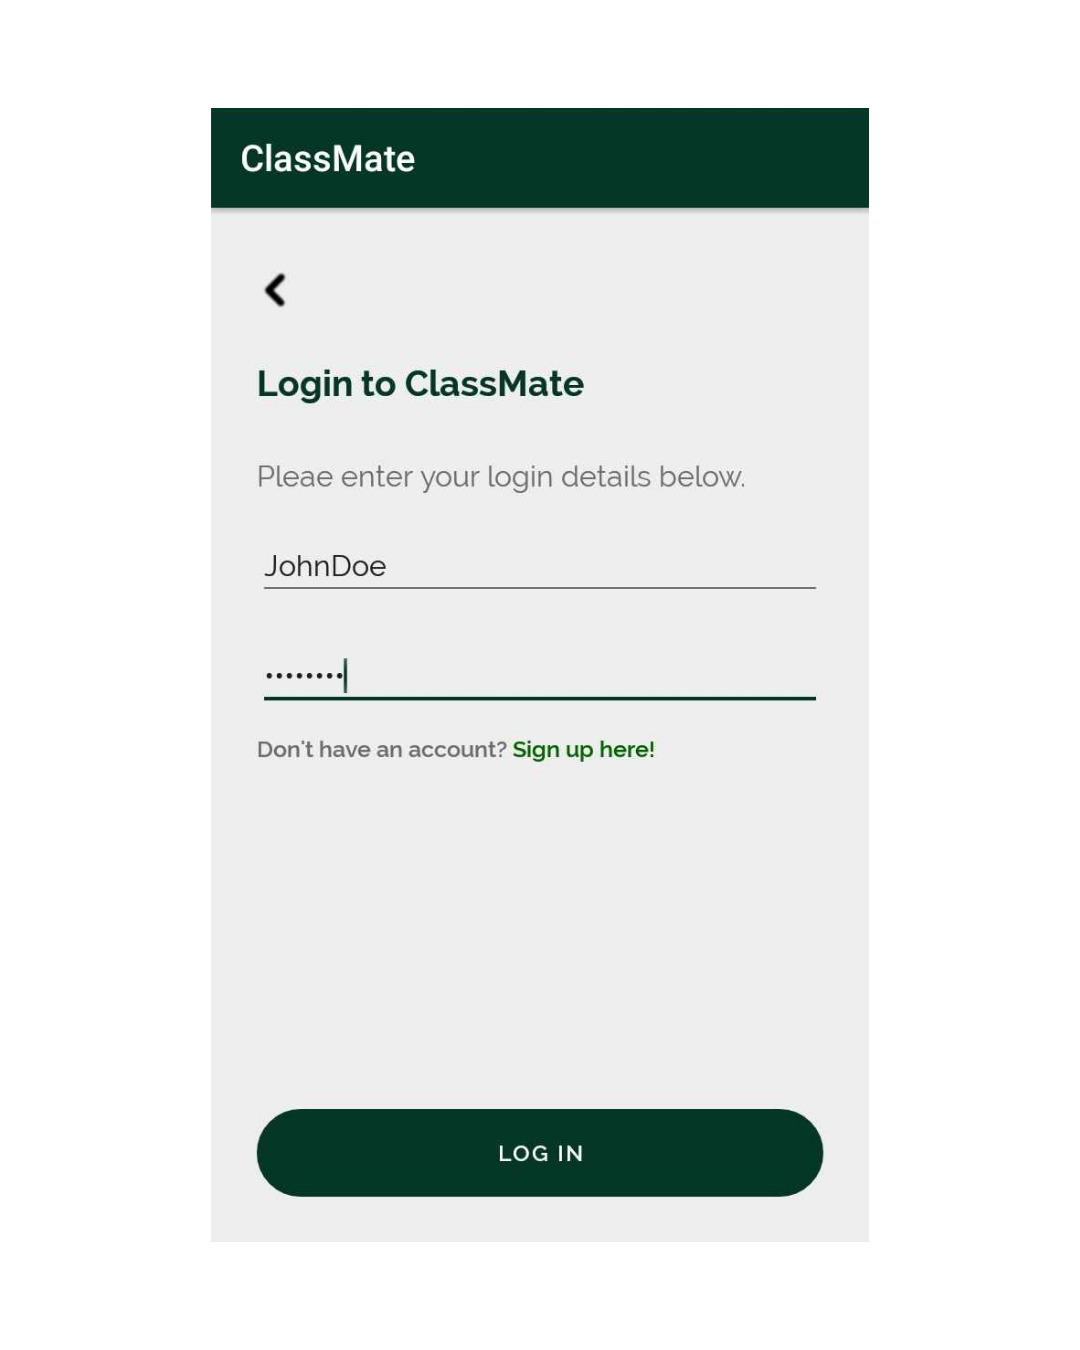 ClassMate
Login to ClassMate
Pleae enter your login details below.
JohnDoe
••••••••
Don't have an account? Sign up here!
LOG IN